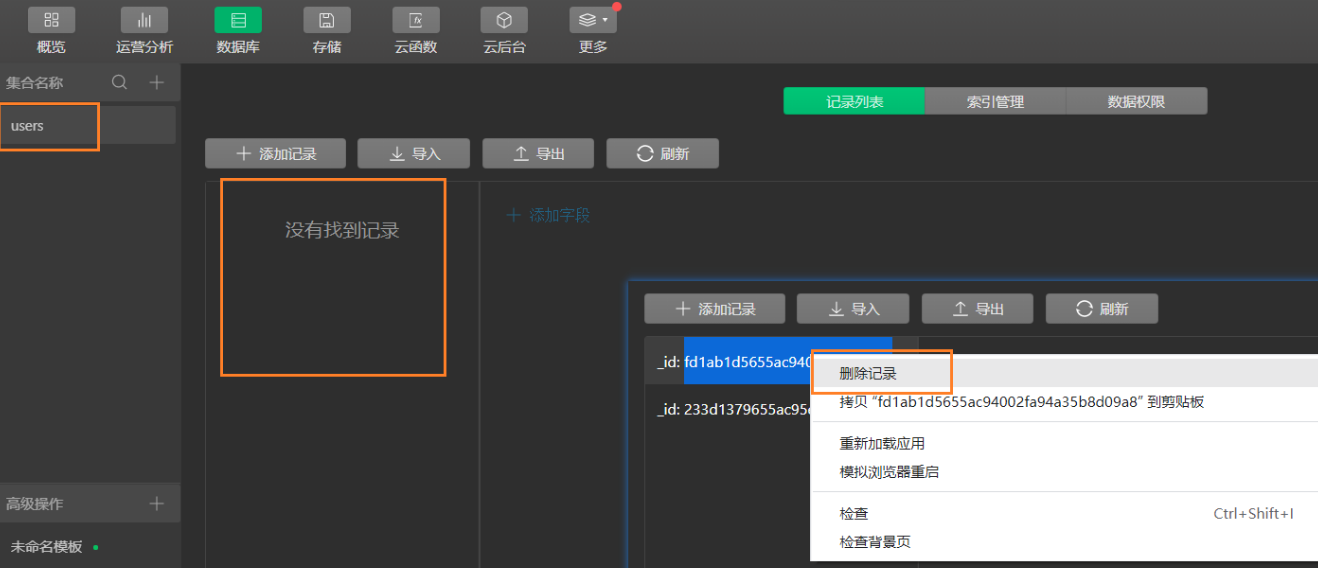 概览 运营分析 数据库 存储 云函数 云后台 更多
集合名称
users
记录列表 索引管理 数据权限
添加记录 导入 导出 刷新
没有找到记录
添加字段
添加记录 导入 导出 刷新
_id: fd1ab1d5655ac940
_id: 233d1379655ac95
删除记录
拷贝 “fd1ab1d5655ac94002fa94a35b8d09a8” 到剪贴板
重新加载应用
模拟浏览器重启
检查 Ctrl+Shift+I
检查背景页
高级操作
未命名模板